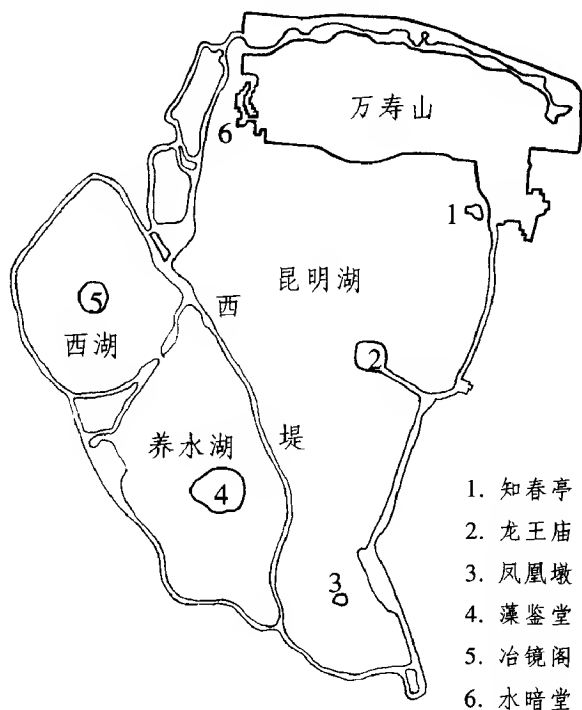 万寿山
6
1
昆明湖
西
堤
5
西湖
2
养水湖
4
3
1. 知春亭
2. 龙王庙
3. 凤凰墩
4. 藻鉴堂
5. 冶镜阁
6. 水暗堂